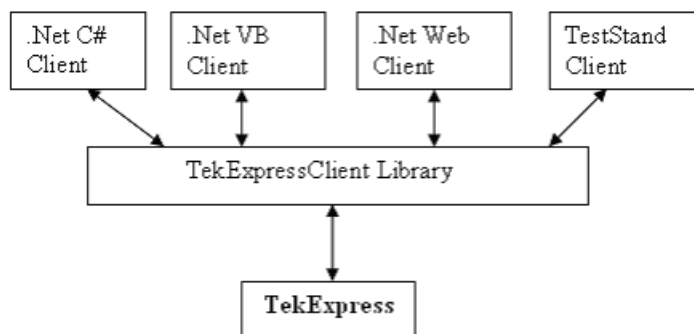 .Net C#
Client
.Net VB
Client
.Net Web
Client
TestStand
Client
TekExpressClient Library
TekExpress